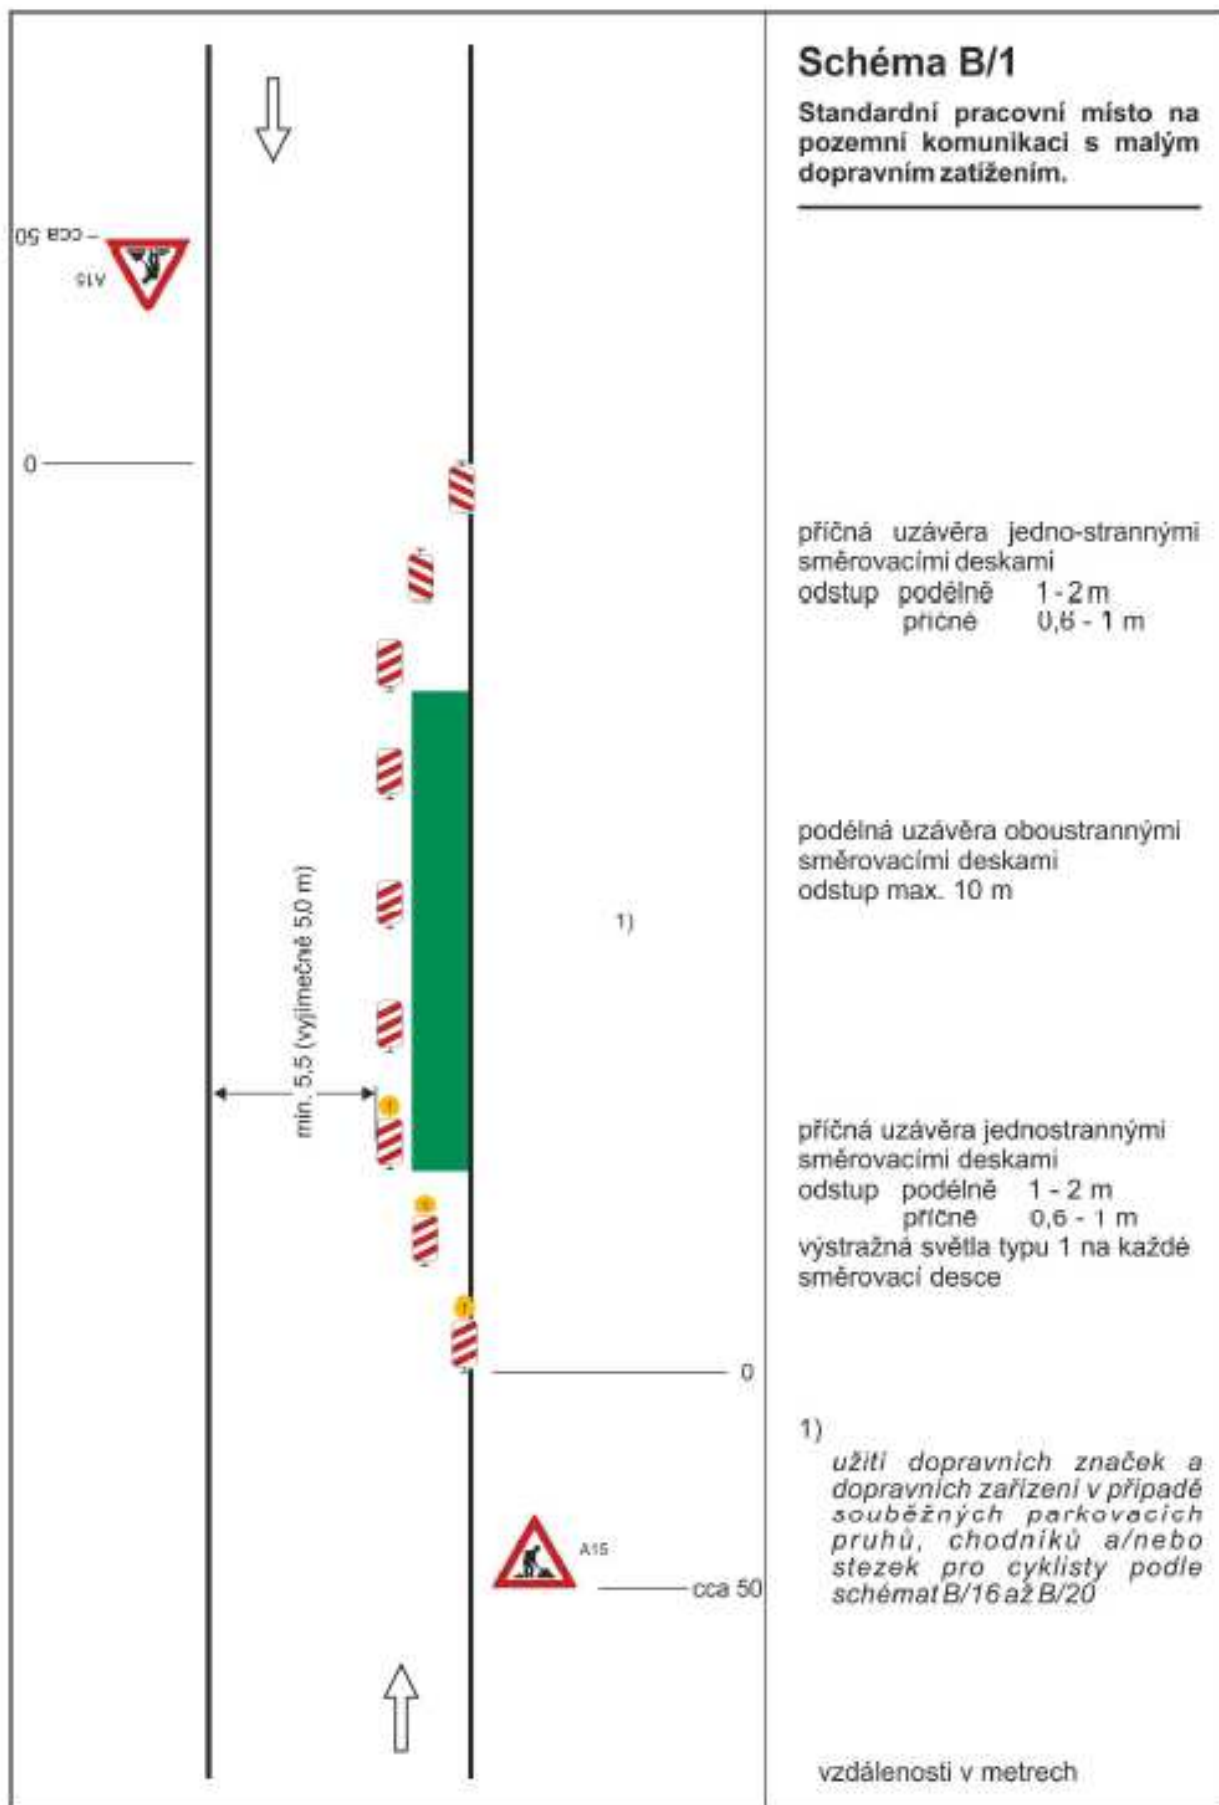 Schéma B/1
Standardní pracovní místo na
pozemní komunikaci s malým
dopravním zatížením.
cca 50
A15
0
příčná uzávěra jedno-strannými
směrovacími deskami
odstup podélně 1 - 2 m
příčně 0,6 - 1 m
podélná uzávěra oboustrannými
směrovacími deskami
odstup max. 10 m
1)
min. 5,5 (vyjímečně 5,0 m)
příčná uzávěra jednostrannými
směrovacími deskami
odstup podélně 1 - 2 m
příčně 0,6 - 1 m
výstražná světla typu 1 na každé
směrovací desce
0
1)
užití dopravních značek a
dopravních zařízení v případě
souběžných parkovacích
pruhů, chodníků a/nebo
stezek pro cyklisty podle
schémat B/16 až B/20
A15
cca 50
vzdálenosti v metrech